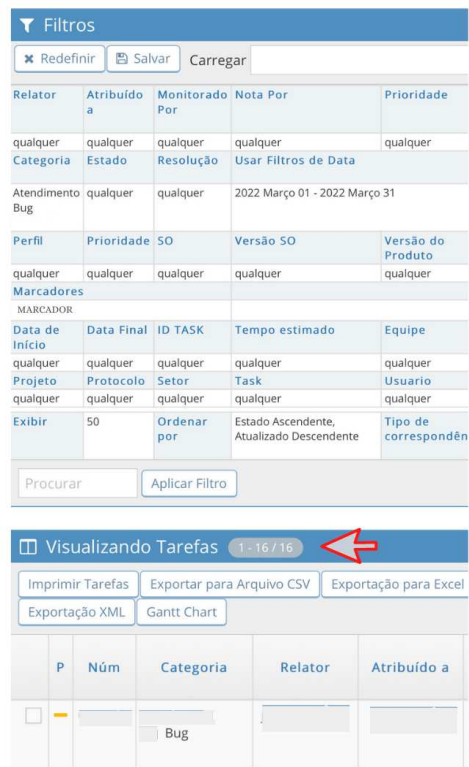 Filtros
Redefinir Salvar Carregar
Relator Atribuído a Monitorado Por Nota Por Prioridade
qualquer qualquer qualquer qualquer qualquer
Categoria Estado Resolução Usar Filtros de Data
Atendimento Bug qualquer qualquer 2022 Março 01 - 2022 Março 31
Perfil Prioridade SO Versão SO Versão do Produto
qualquer qualquer qualquer qualquer qualquer
Marcadores
MARCADOR
Data de Início Data Final ID TASK Tempo estimado Equipe
qualquer qualquer qualquer qualquer qualquer
Projeto Protocolo Setor Task Usuario
qualquer qualquer qualquer qualquer qualquer
Exibir 50 Ordenar por Estado Ascendente, Atualizado Descendente Tipo de correspondên
Procurar Aplicar Filtro
Visualizando Tarefas 1 - 16 / 16
Imprimir Tarefas Exportar para Arquivo CSV Exportação para Excel
Exportação XML Gantt Chart
P Núm Categoria Relator Atribuído a
Bug